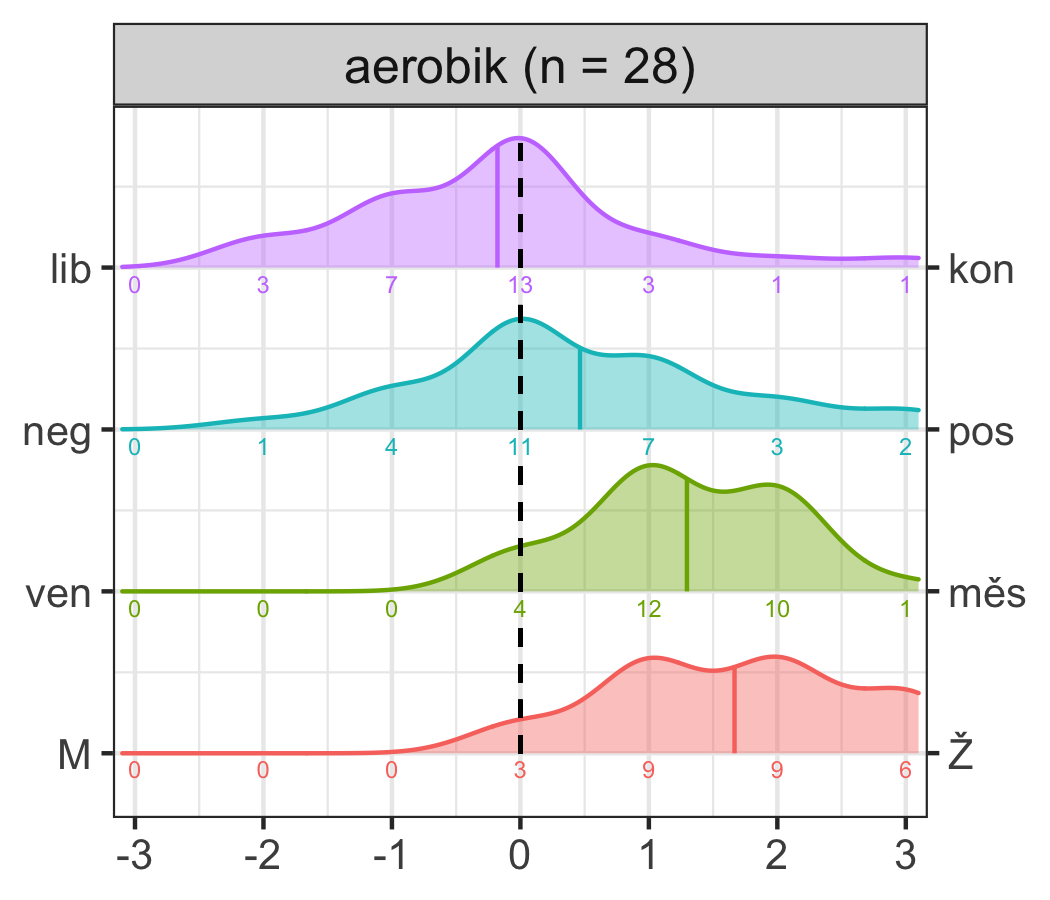 aerobik (n = 28)
lib kon
0 3 7 13 3 1 1
neg pos
0 1 4 11 7 3 2
ven měs
0 0 0 4 12 10 1
M Ž
0 0 0 3 9 9 6
-3 -2 -1 0 1 2 3